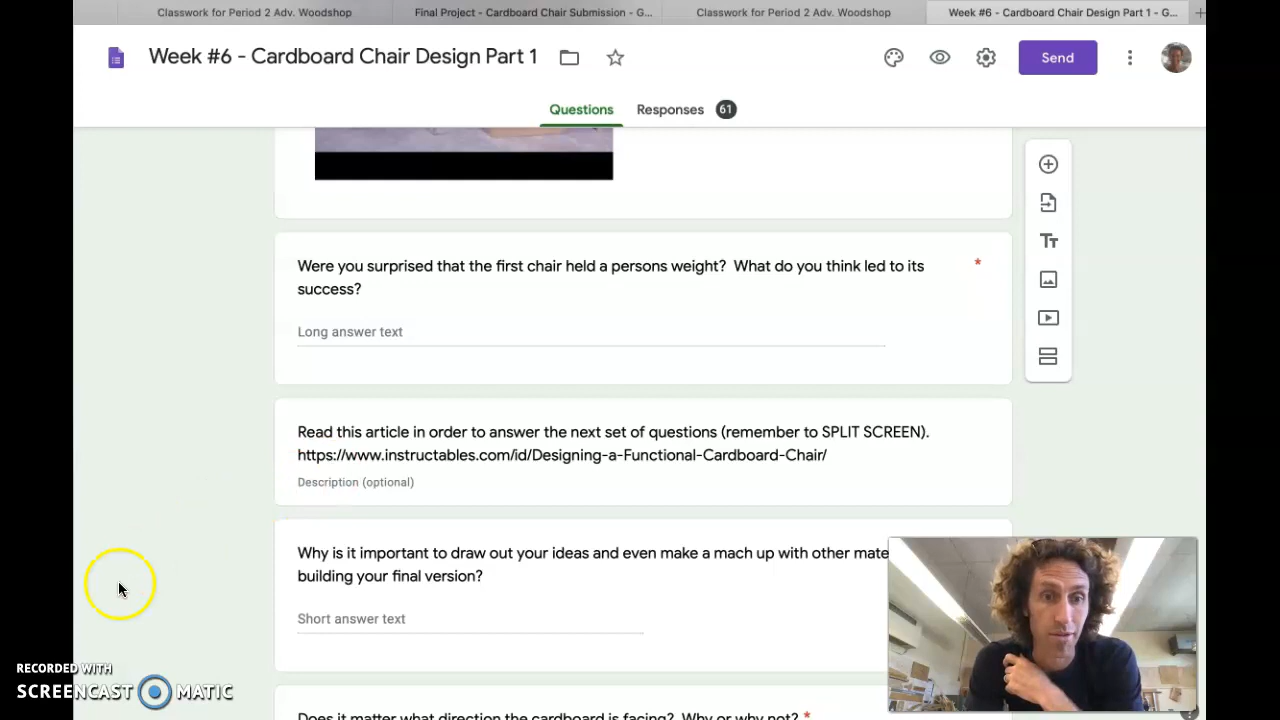 Classwork for Period 2 Adv. Woodshop
Final Project - Cardboard Chair Submission - G...
Classwork for Period 2 Adv. Woodshop
Week #6 - Cardboard Chair Design Part 1 - G...
Week #6 - Cardboard Chair Design Part 1
Send
Questions
Responses 61
Were you surprised that the first chair held a persons weight? What do you think led to its
success?
*
Long answer text
Tт
Read this article in order to answer the next set of questions (remember to SPLIT SCREEN).
https://www.instructables.com/id/Designing-a-Functional-Cardboard-Chair/
Description (optional)
Why is it important to draw out your ideas and even make a mach up with other mate
building your final version?
Short answer text
Does it matter what direction the cardboard is facing? Why or why not? *
RECORDED WITH
SCREENCAST MATIC